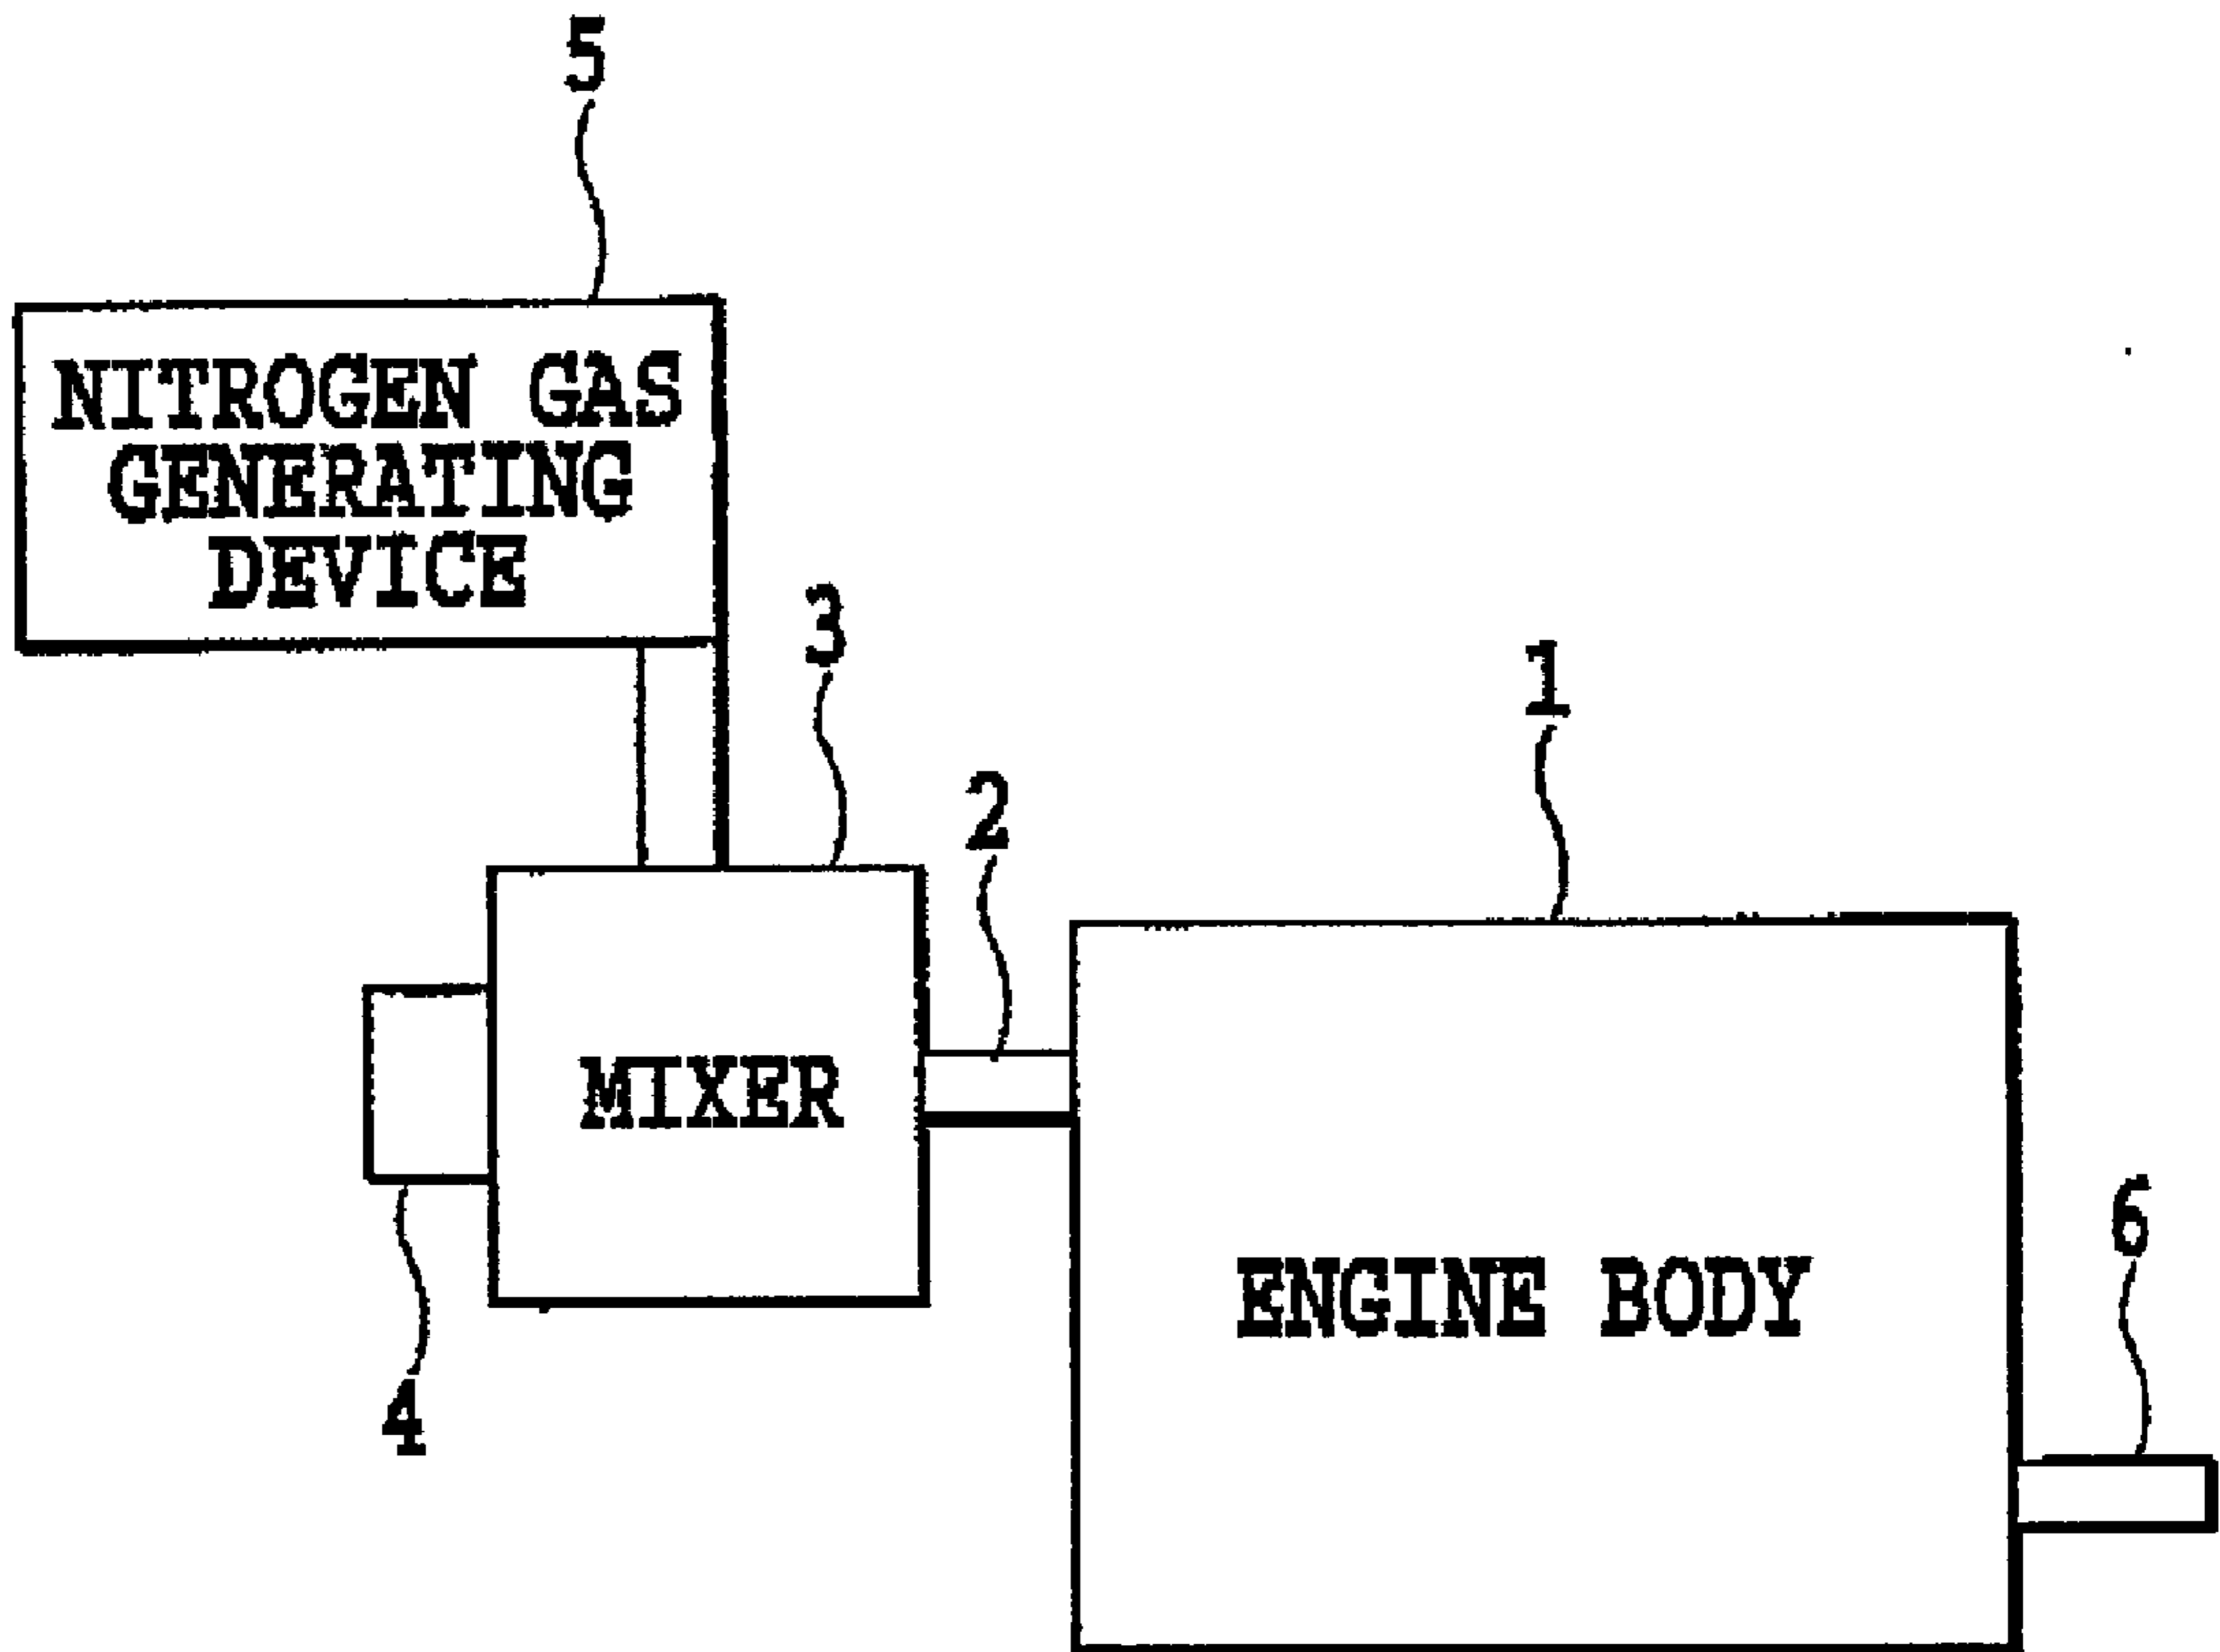 5
NITROGEN GAS
GENERATING
DEVICE
3
1
2
MIXER
6
ENGINE BODY
4